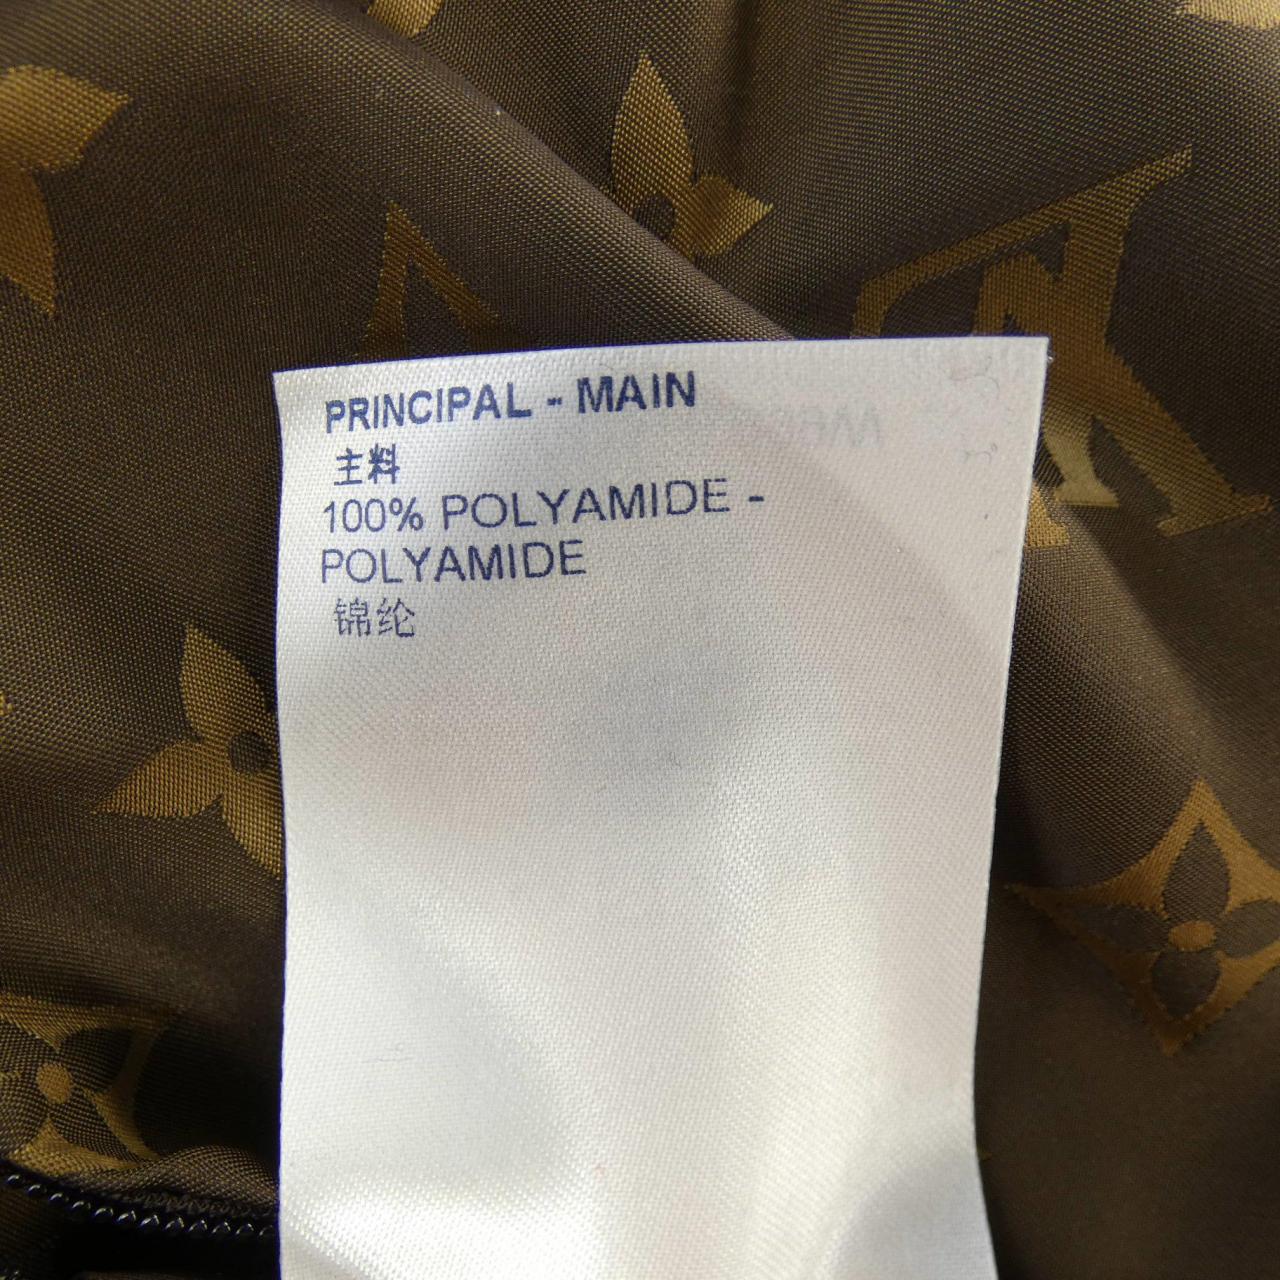 PRINCIPAL - MAIN
主料
100% POLYAMIDE -
POLYAMIDE
锦纶